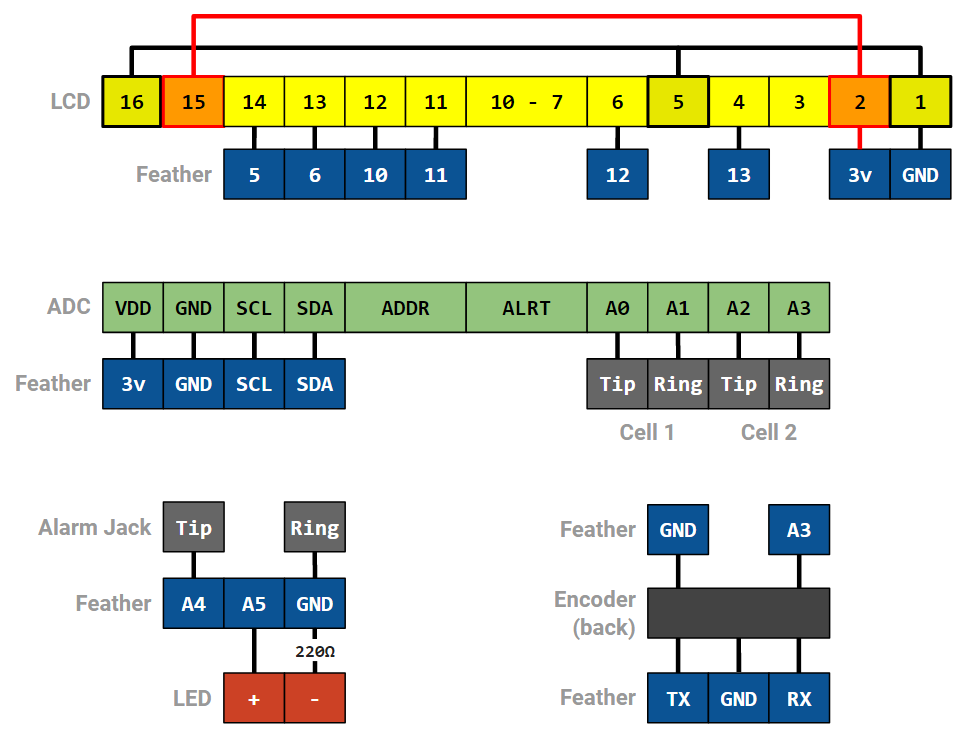 LCD 16 15 14 13 12 11 10 - 7 6 5 4 3 2 1
Feather 5 6 10 11 12 13 3v GND
ADC VDD GND SCL SDA ADDR ALRT A0 A1 A2 A3
Feather 3v GND SCL SDA Tip Ring Tip Ring
Cell 1 Cell 2
Alarm Jack Tip Ring
Feather A4 A5 GND
220Ω
LED + -
Feather GND A3
Encoder
(back)
Feather TX GND RX